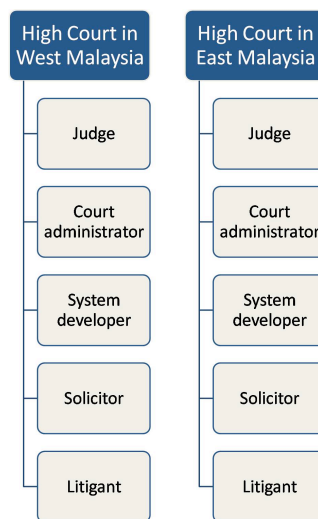 High Court in
West Malaysia
Judge
Court
administrator
System
developer
Solicitor
Litigant
High Court in
East Malaysia
Judge
Court
administrator
System
developer
Solicitor
Litigant